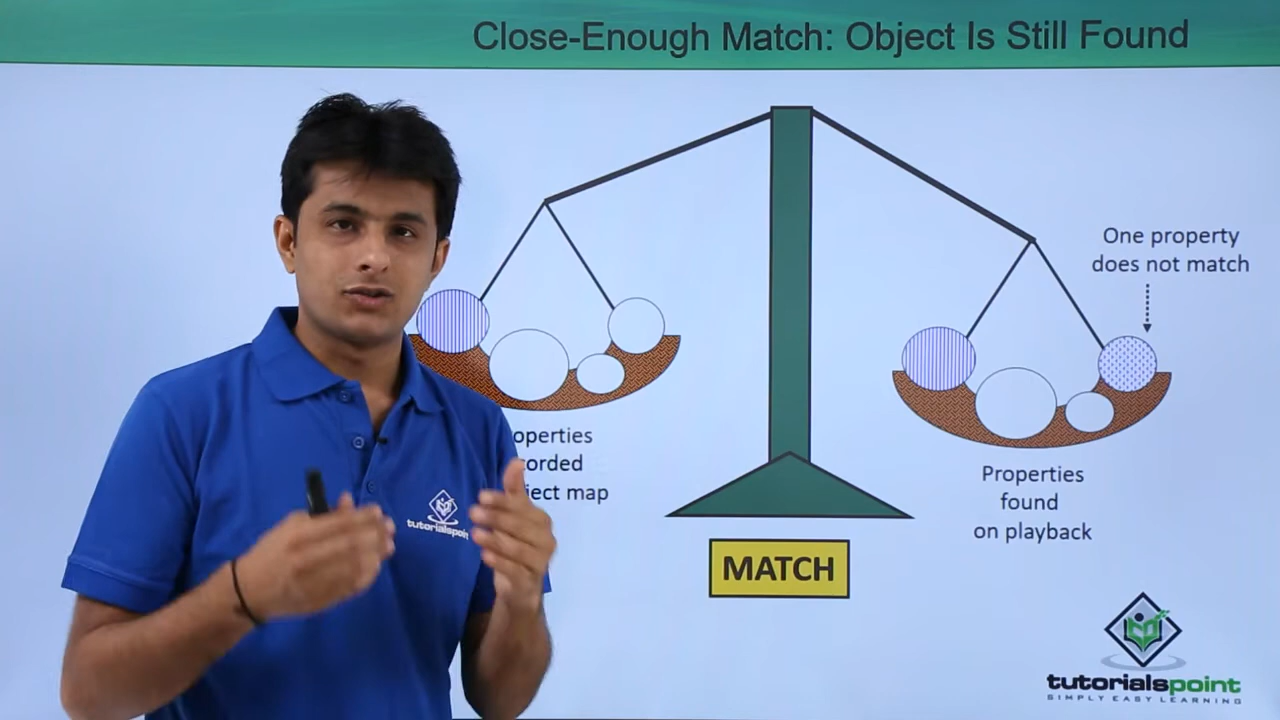 Close-Enough Match: Object Is Still Found
One property
does not match
operties
corded
ject map
Properties
found
on playback
MATCH
tutorialspoint
tutorialspoint
SIMPLY EASY LEARNING